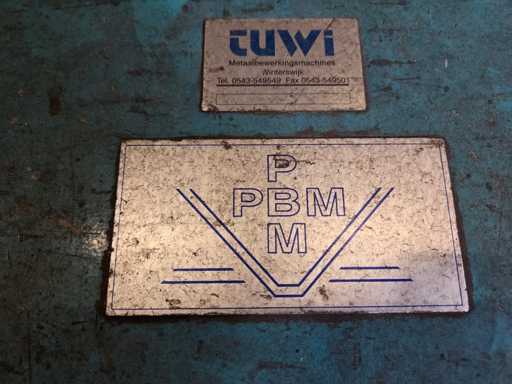 tuwi
Metaalbewerkingsmachines
Winterswijk
Tel. 0543-549549 Fax 0543-549501
P
PBM
M